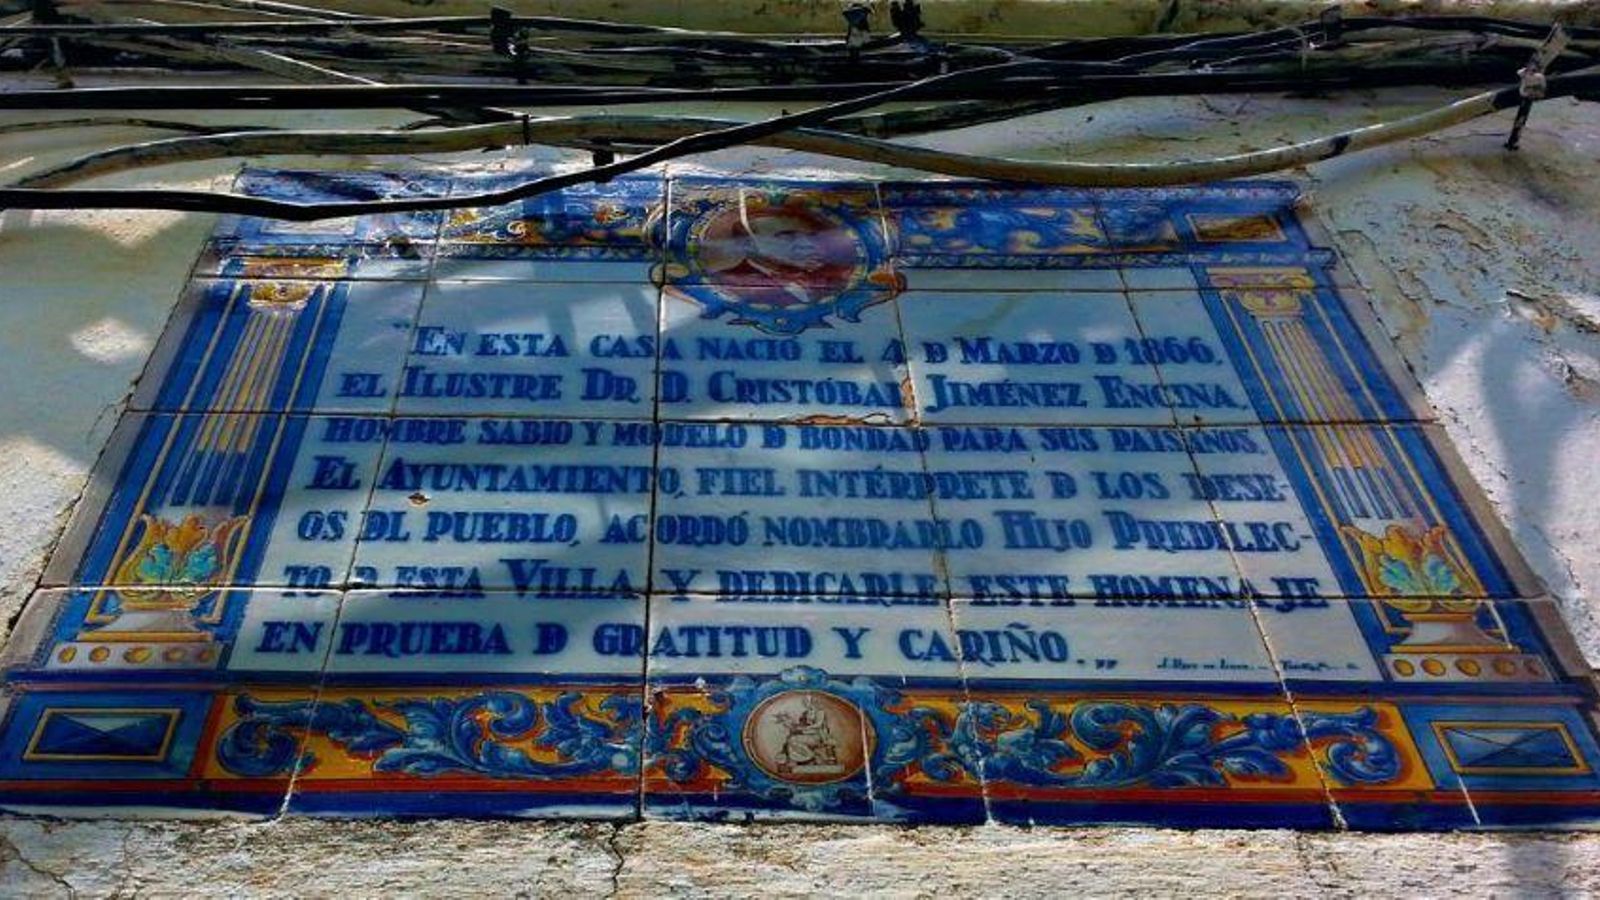 "En esta casa nació el 4 D Marzo D 1866,
el Ilustre Dr. D. Cristóbal Jiménez Encina,
hombre sabio y modelo D bondad para sus paisanos.
El Ayuntamiento, fiel intérprete D los dese-
os DL pueblo, acordó nombrarlo Hijo Predilec-
to D esta Villa y dedicarle este homenaje
en prueba D gratitud y cariño."